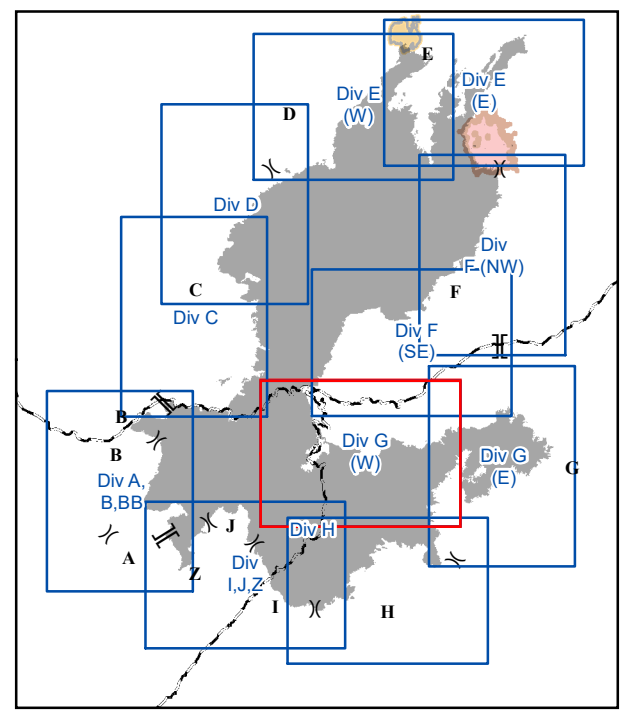 E
Div E
(E)
Div E
(W)
D
Div D
Div
F (NW)
C
F
Div C
Div F
(SE)
B
B
Div G
(W)
Div G
(E)
G
Div A,
B,BB
J
Div H
A
Z
Div
I,J,Z
I
H